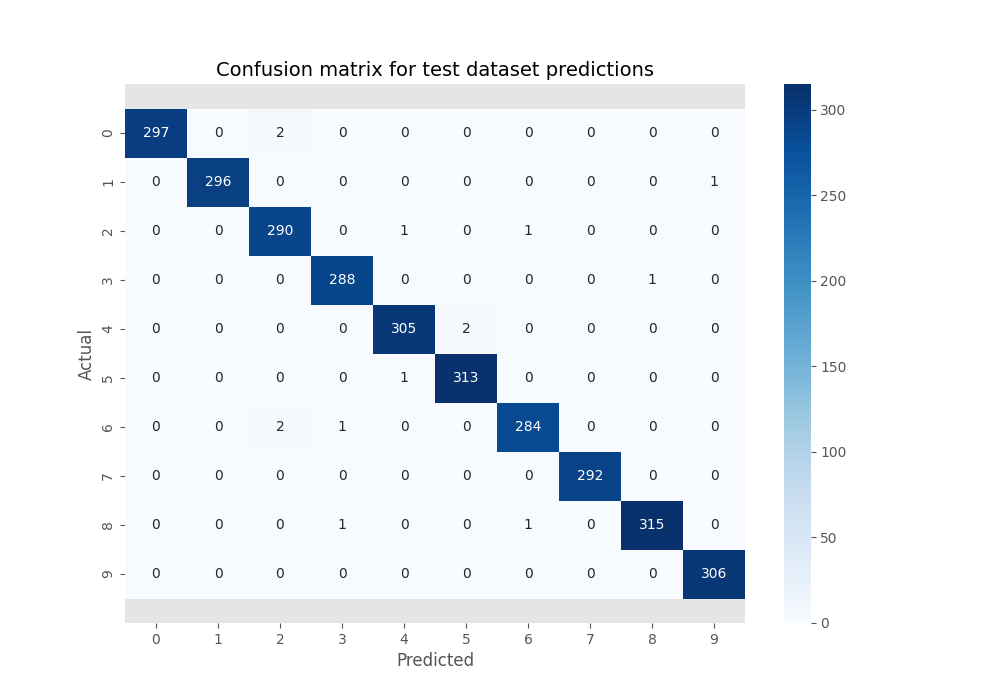 Confusion matrix for test dataset predictions
0 297 0 2 0 0 0 0 0 0 0
1 0 296 0 0 0 0 0 0 0 1
2 0 0 290 0 1 0 1 0 0 0
3 0 0 0 288 0 0 0 0 1 0
4 0 0 0 0 305 2 0 0 0 0
5 0 0 0 0 1 313 0 0 0 0
6 0 0 2 1 0 0 284 0 0 0
7 0 0 0 0 0 0 0 292 0 0
8 0 0 0 1 0 0 1 0 315 0
9 0 0 0 0 0 0 0 0 0 306
0 1 2 3 4 5 6 7 8 9
Predicted
Actual
300
250
200
150
100
50
0